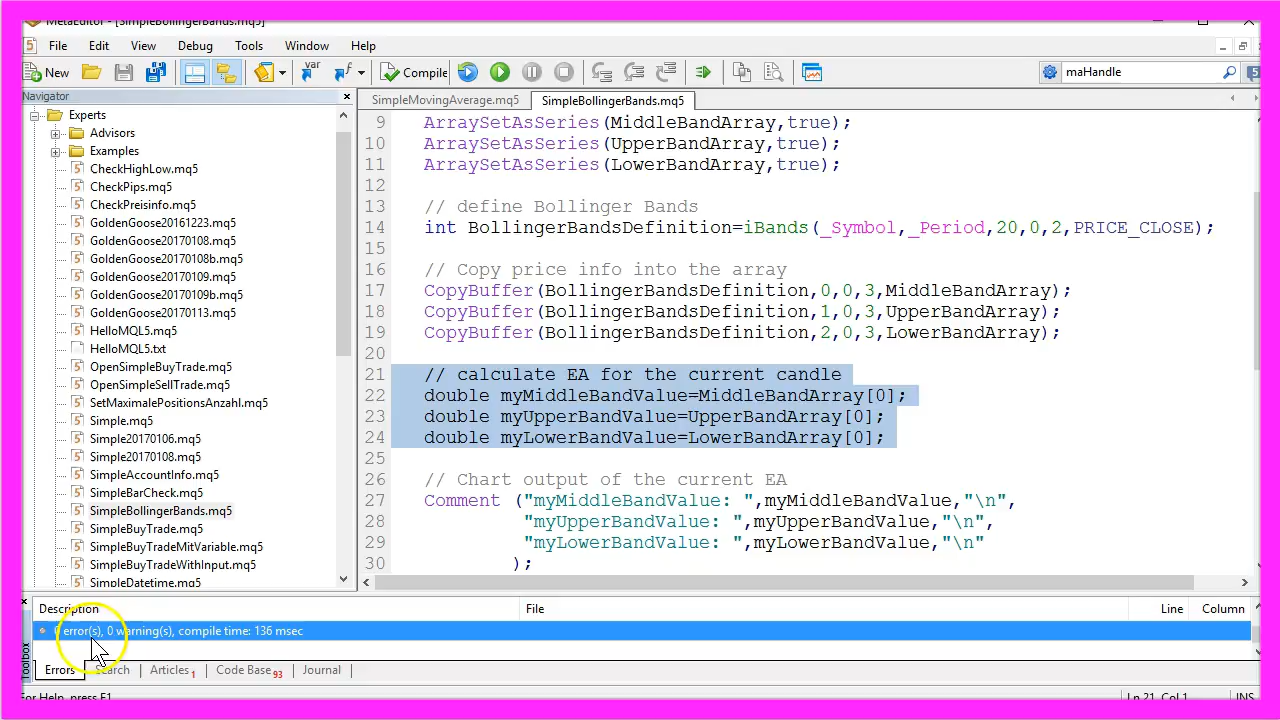 MetaEditor - [SimpleBollingerBands.mq5]
File Edit View Debug Tools Window Help
New Compile maHandle 5
Navigator
SimpleMovingAverage.mq5 SimpleBollingerBands.mq5
Experts
Advisors
Examples
CheckHighLow.mq5
CheckPips.mq5
CheckPreisinfo.mq5
GoldenGoose20161223.mq5
GoldenGoose20170108.mq5
GoldenGoose20170108b.mq5
GoldenGoose20170109.mq5
GoldenGoose20170109b.mq5
GoldenGoose20170113.mq5
HelloMQL5.mq5
HelloMQL5.txt
OpenSimpleBuyTrade.mq5
OpenSimpleSellTrade.mq5
SetMaximalePositionsAnzahl.mq5
Simple.mq5
Simple20170106.mq5
Simple20170108.mq5
SimpleAccountInfo.mq5
SimpleBarCheck.mq5
SimpleBollingerBands.mq5
SimpleBuyTrade.mq5
SimpleBuyTradeMitVariable.mq5
SimpleBuyTradeWithInput.mq5
SimpleDatetime.mq5
9 ArraySetAsSeries(MiddleBandArray,true);
10 ArraySetAsSeries(UpperBandArray,true);
11 ArraySetAsSeries(LowerBandArray,true);
12
13 // define Bollinger Bands
14 int BollingerBandsDefinition=iBands(_Symbol,_Period,20,0,2,PRICE_CLOSE);
15
16 // Copy price info into the array
17 CopyBuffer(BollingerBandsDefinition,0,0,3,MiddleBandArray);
18 CopyBuffer(BollingerBandsDefinition,1,0,3,UpperBandArray);
19 CopyBuffer(BollingerBandsDefinition,2,0,3,LowerBandArray);
20
21 // calculate EA for the current candle
22 double myMiddleBandValue=MiddleBandArray[0];
23 double myUpperBandValue=UpperBandArray[0];
24 double myLowerBandValue=LowerBandArray[0];
25
26 // Chart output of the current EA
27 Comment ("myMiddleBandValue: ",myMiddleBandValue,"\n",
28 "myUpperBandValue: ",myUpperBandValue,"\n",
29 "myLowerBandValue: ",myLowerBandValue,"\n"
30 );
Description File Line Column
0 error(s), 0 warning(s), compile time: 136 msec
Toolbox
Errors Search Articles 1 Code Base 93 Journal
For Help, press F1 Ln 21, Col 1 INS